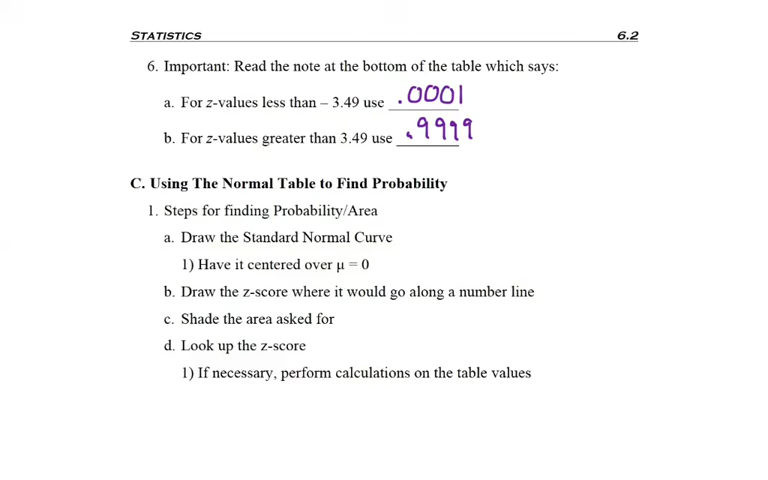 STATISTICS 6.2
6. Important: Read the note at the bottom of the table which says:
a. For z-values less than – 3.49 use .0001
b. For z-values greater than 3.49 use .9999
C. Using The Normal Table to Find Probability
1. Steps for finding Probability/Area
a. Draw the Standard Normal Curve
1) Have it centered over μ = 0
b. Draw the z-score where it would go along a number line
c. Shade the area asked for
d. Look up the z-score
1) If necessary, perform calculations on the table values